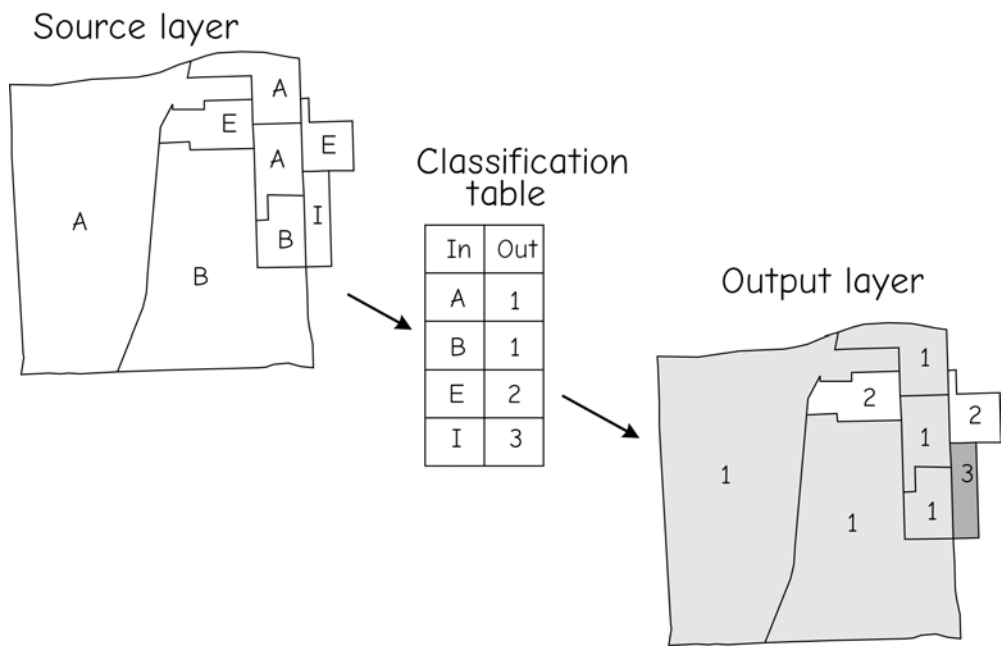 Source layer
A
E
E
A
A
I
B
B
Classification
table
In Out
A 1
B 1
E 2
I 3
Output layer
1
2
2
1
1
3
1
1